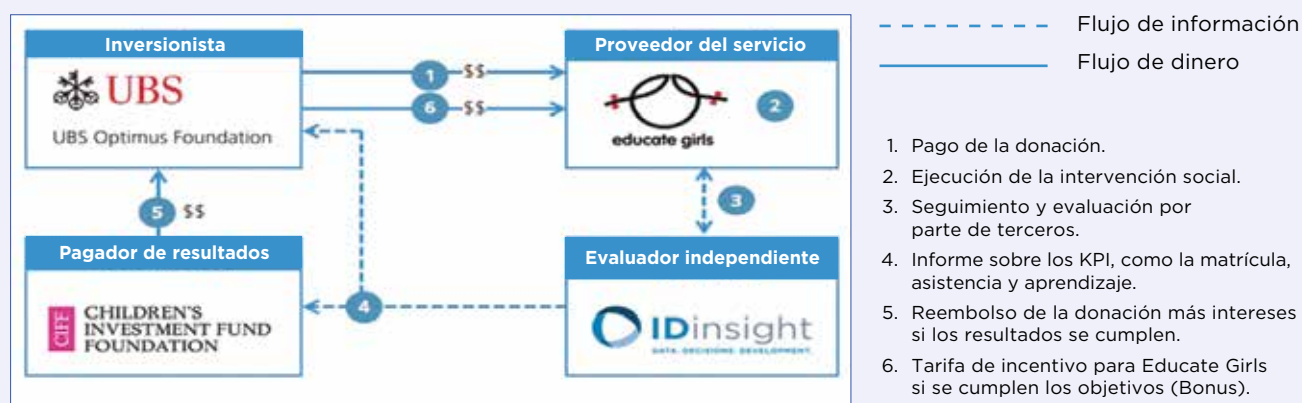 Inversionista
UBS
UBS Optimus Foundation
1
$$
6
$$
Proveedor del servicio
educate girls
2
5
$$
3
Pagador de resultados
CIFF
CHILDREN'S
INVESTMENT FUND
FOUNDATION
4
Evaluador independiente
IDinsight
DATA. DECISIONS. DEVELOPMENT.
Flujo de información
Flujo de dinero
1. Pago de la donación.
2. Ejecución de la intervención social.
3. Seguimiento y evaluación por
parte de terceros.
4. Informe sobre los KPI, como la matrícula,
asistencia y aprendizaje.
5. Reembolso de la donación más intereses
si los resultados se cumplen.
6. Tarifa de incentivo para Educate Girls
si se cumplen los objetivos (Bonus).